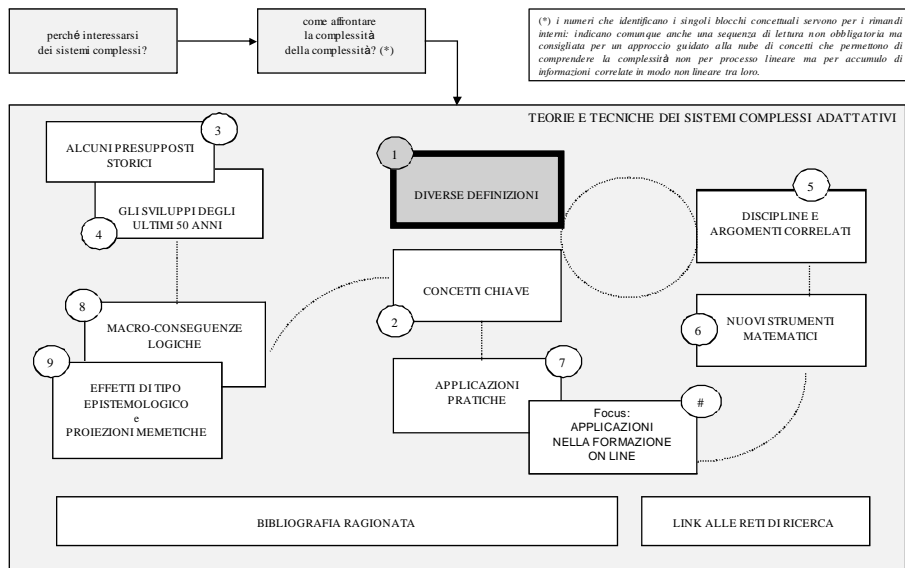 perché interessarsi
dei sistemi complessi?
come affrontare
la complessità
della complessità? (*)
(*) i numeri che identificano i singoli blocchi concettuali servono per i rimandi
interni: indicano comunque anche una sequenza di lettura non obbligatoria ma
consigliata per un approccio guidato alla nube di concetti che permettono di
comprendere la complessità non per processo lineare ma per accumulo di
informazioni correlate in modo non lineare tra loro.
TEORIE E TECNICHE DEI SISTEMI COMPLESSI ADATTATIVI
3
ALCUNI PRESUPPOSTI
STORICI
GLI SVILUPPI DEGLI
ULTIMI 50 ANNI
4
1
DIVERSE DEFINIZIONI
5
DISCIPLINE E
ARGOMENTI CORRELATI
CONCETTI CHIAVE
2
8
MACRO-CONSEGUENZE
LOGICHE
NUOVI STRUMENTI
MATEMATICI
6
9
EFFETTI DI TIPO
EPISTEMOLOGICO
e
PROIEZIONI MEMETICHE
7
APPLICAZIONI
PRATICHE
#
Focus:
APPLICAZIONI
NELLA FORMAZIONE
ON LINE
BIBLIOGRAFIA RAGIONATA
LINK ALLE RETI DI RICERCA